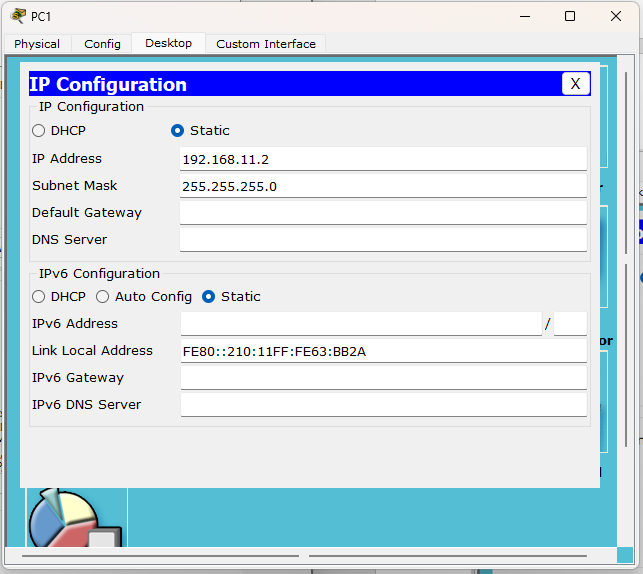 PC1
Physical Config Desktop Custom Interface
IP Configuration X
IP Configuration
DHCP Static
IP Address 192.168.11.2
Subnet Mask 255.255.255.0
Default Gateway
DNS Server
IPv6 Configuration
DHCP Auto Config Static
IPv6 Address /
Link Local Address FE80::210:11FF:FE63:BB2A
IPv6 Gateway
IPv6 DNS Server